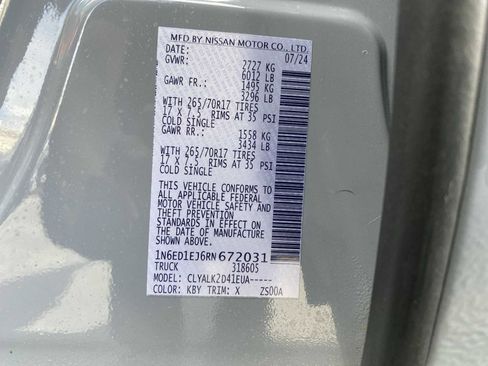 MFD BY NISSAN MOTOR CO., LTD.
DATE: 07/24
GVWR: 2727 KG
6012 LB
GAWR FR.: 1495 KG
3296 LB
WITH 265/70R17 TIRES
17 X 7.5, RIMS AT 35 PSI
COLD SINGLE
GAWR RR.: 1558 KG
3434 LB
WITH 265/70R17 TIRES
17 X 7.5, RIMS AT 35 PSI
COLD SINGLE
THIS VEHICLE CONFORMS TO
ALL APPLICABLE FEDERAL
MOTOR VEHICLE SAFETY AND
THEFT PREVENTION
STANDARDS IN EFFECT ON
THE DATE OF MANUFACTURE
SHOWN ABOVE.
1N6ED1EJ6RN672031
TRUCK 318605
MODEL: CLYALK2D41EUA-----
COLOR: KBY TRIM: X ZS00A